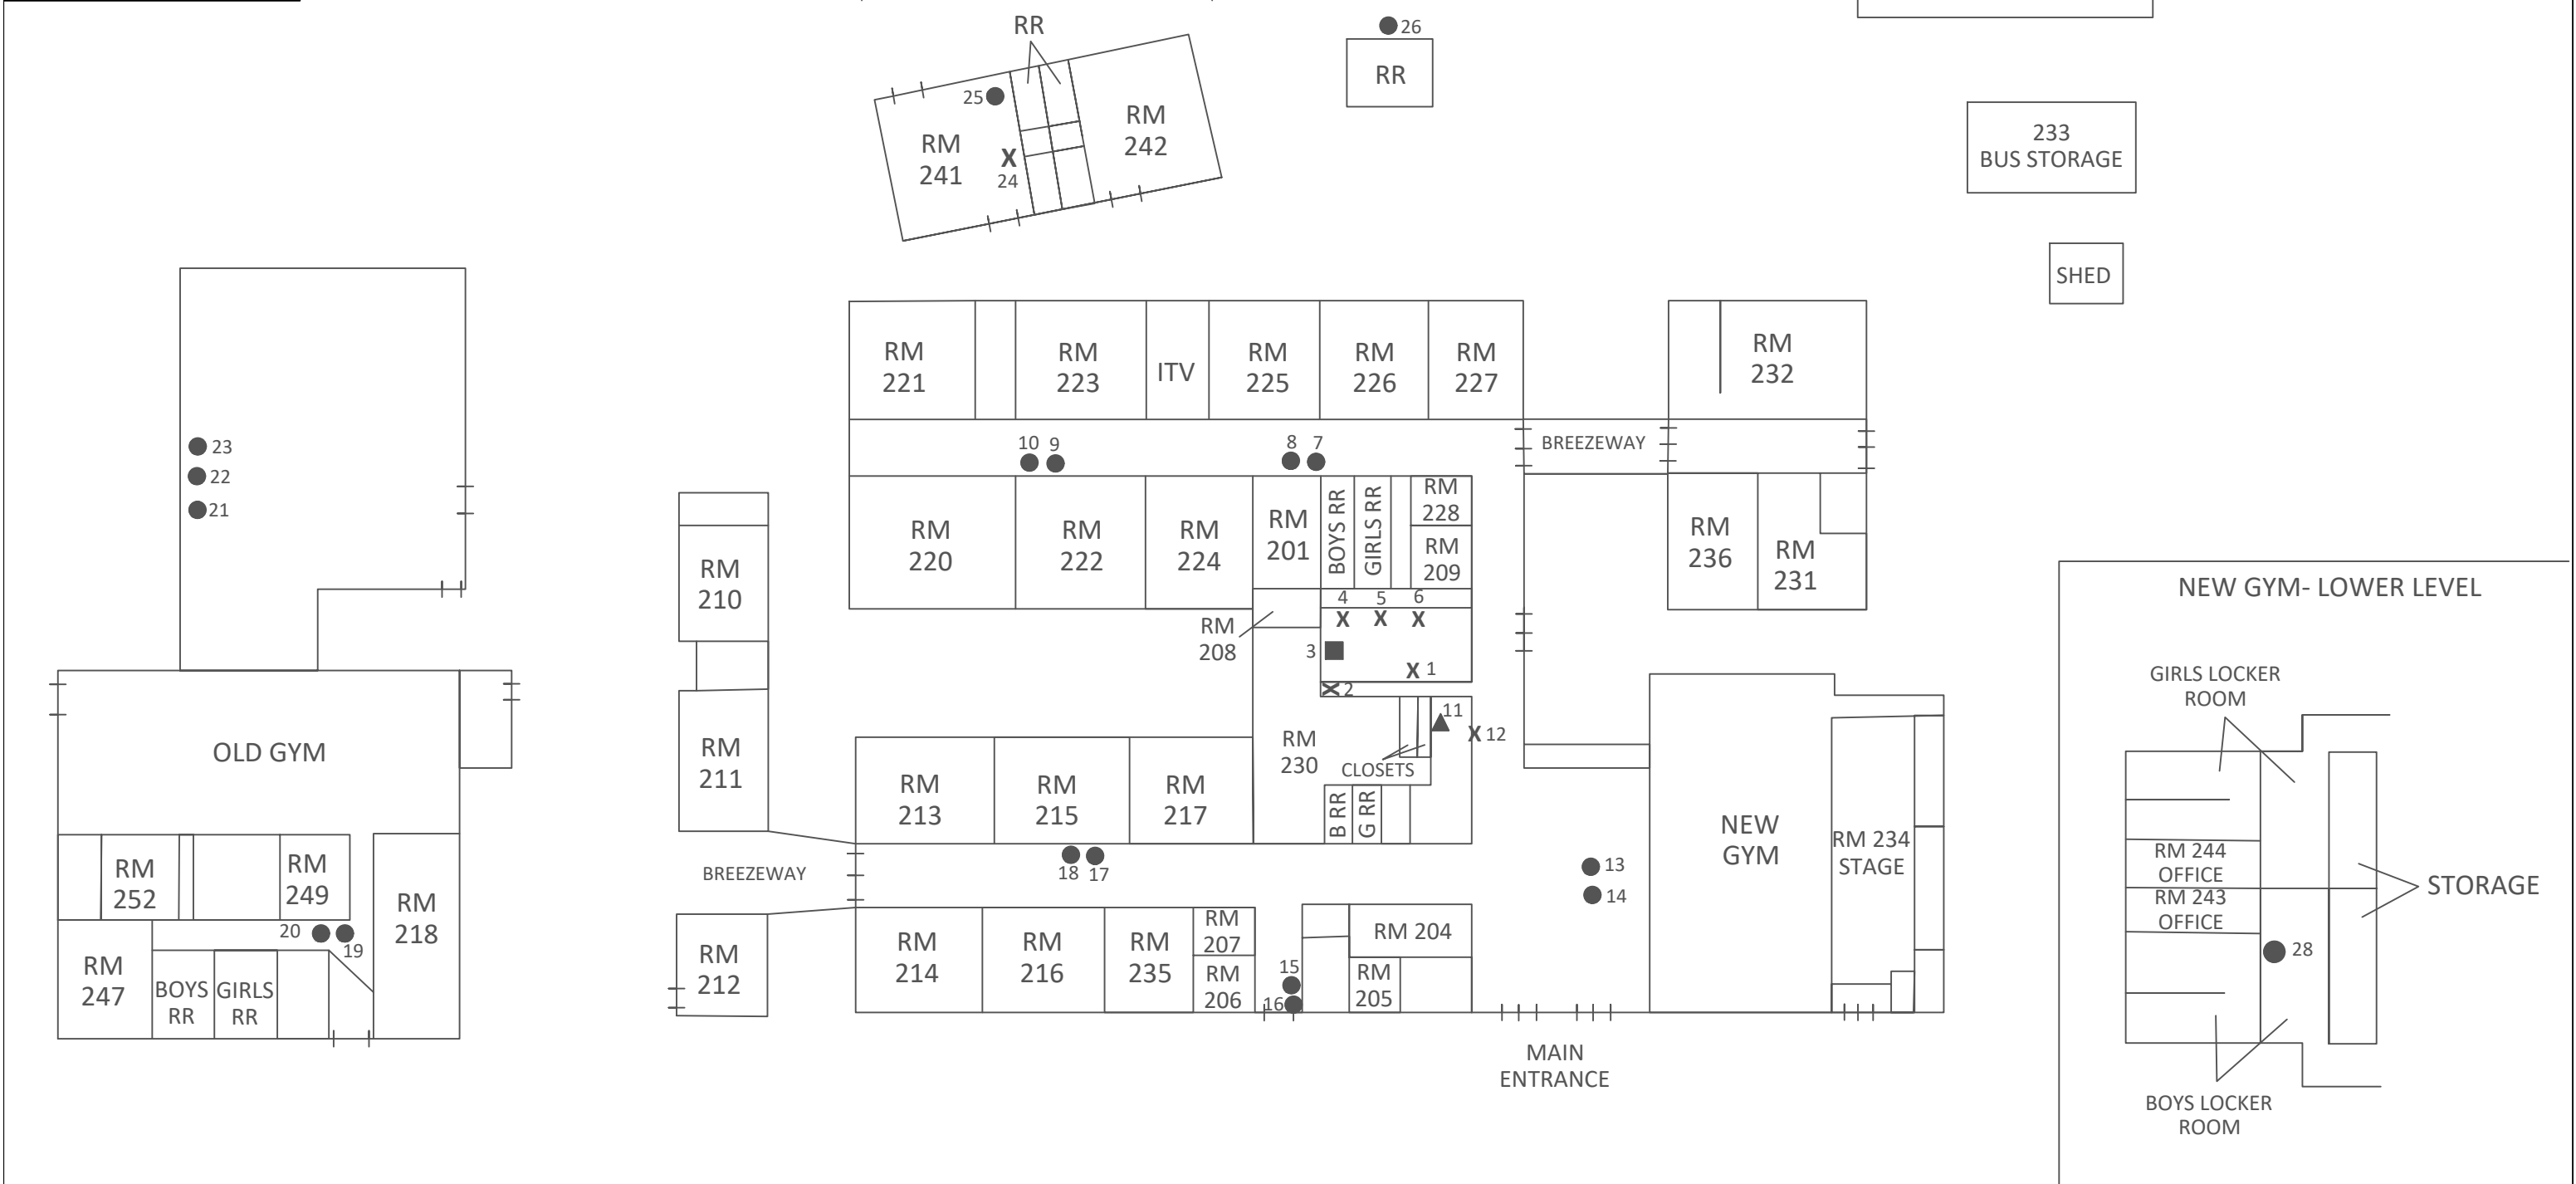 RR
26
RR
25
RM
241
X
24
RM
242
233
BUS STORAGE
SHED
RM
221
RM
223
ITV
RM
225
RM
226
RM
227
RM
232
23
22
21
10 9
8 7
BREEZEWAY
RM
220
RM
222
RM
224
RM
201
BOYS RR
GIRLS RR
RM
228
RM
209
RM
236
RM
231
RM
210
RM
208
4 5 6
X X X
3
X 1
X 2
11
X 12
OLD GYM
RM
211
RM
213
RM
215
RM
217
RM
230
CLOSETS
B RR
G RR
NEW
GYM
RM 234
STAGE
RM
252
RM
249
RM
218
20
19
RM
247
BOYS
RR
GIRLS
RR
BREEZEWAY
18 17
13
14
RM
212
RM
214
RM
216
RM
235
RM
207
RM
206
15
16
RM 204
RM
205
MAIN
ENTRANCE
NEW GYM- LOWER LEVEL
GIRLS LOCKER
ROOM
RM 244
OFFICE
RM 243
OFFICE
STORAGE
28
BOYS LOCKER
ROOM